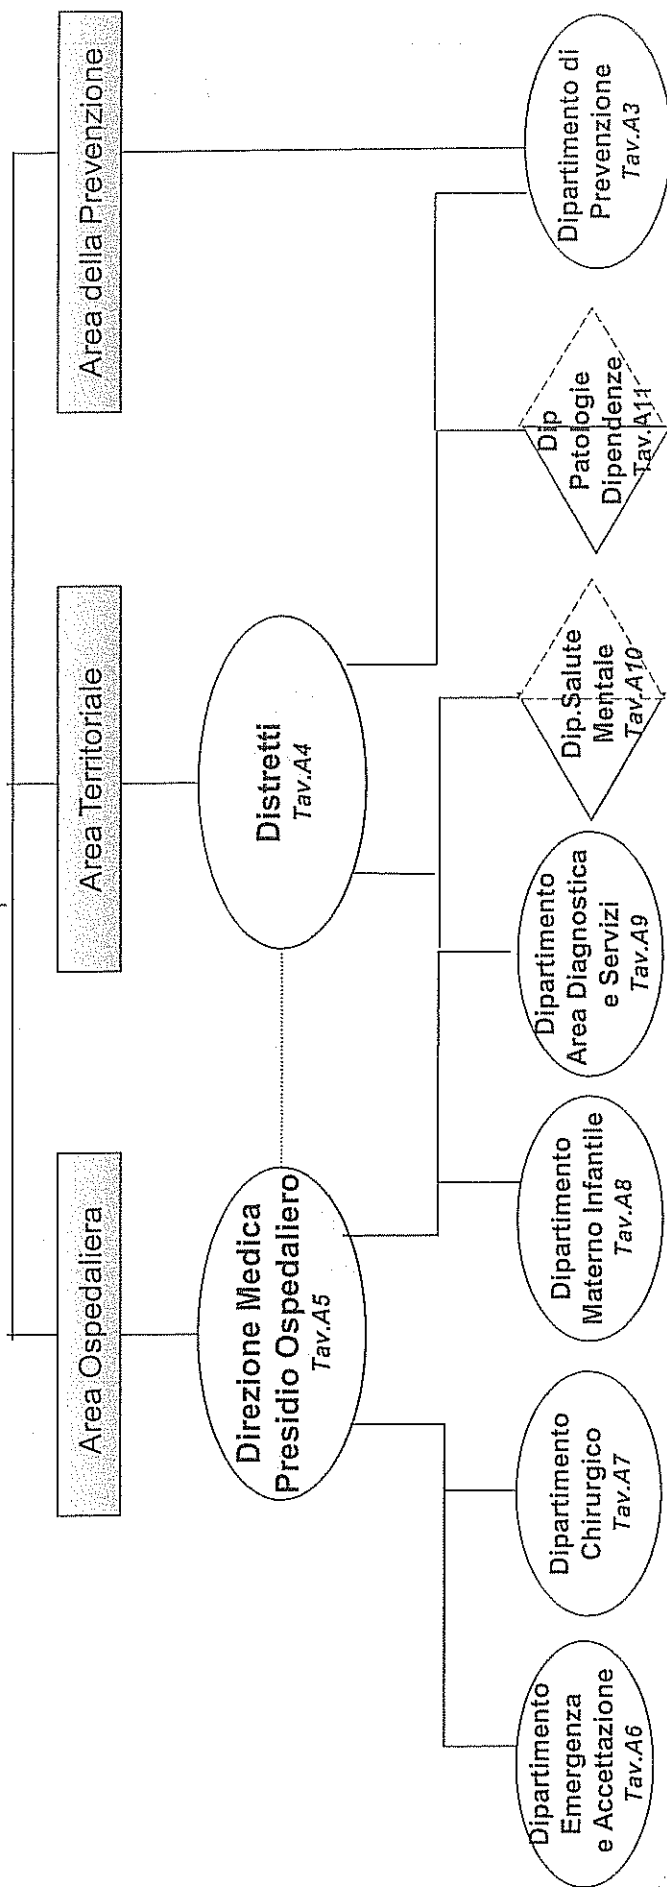 Area Ospedaliera
Area Territoriale
Area della Prevenzione
Direzione Medica
Presidio Ospedaliero
Tav.A5
Distretti
Tav.A4
Dipartimento
Emergenza
e Accettazione
Tav.A6
Dipartimento
Chirurgico
Tav.A7
Dipartimento
Materno Infantile
Tav.A8
Dipartimento
Area Diagnostica
e Servizi
Tav.A9
Dip.Salute
Mentale
Tav.A10
Dip
Patologie
Dipendenze
Tav.A11
Dipartimento di
Prevenzione
Tav.A3